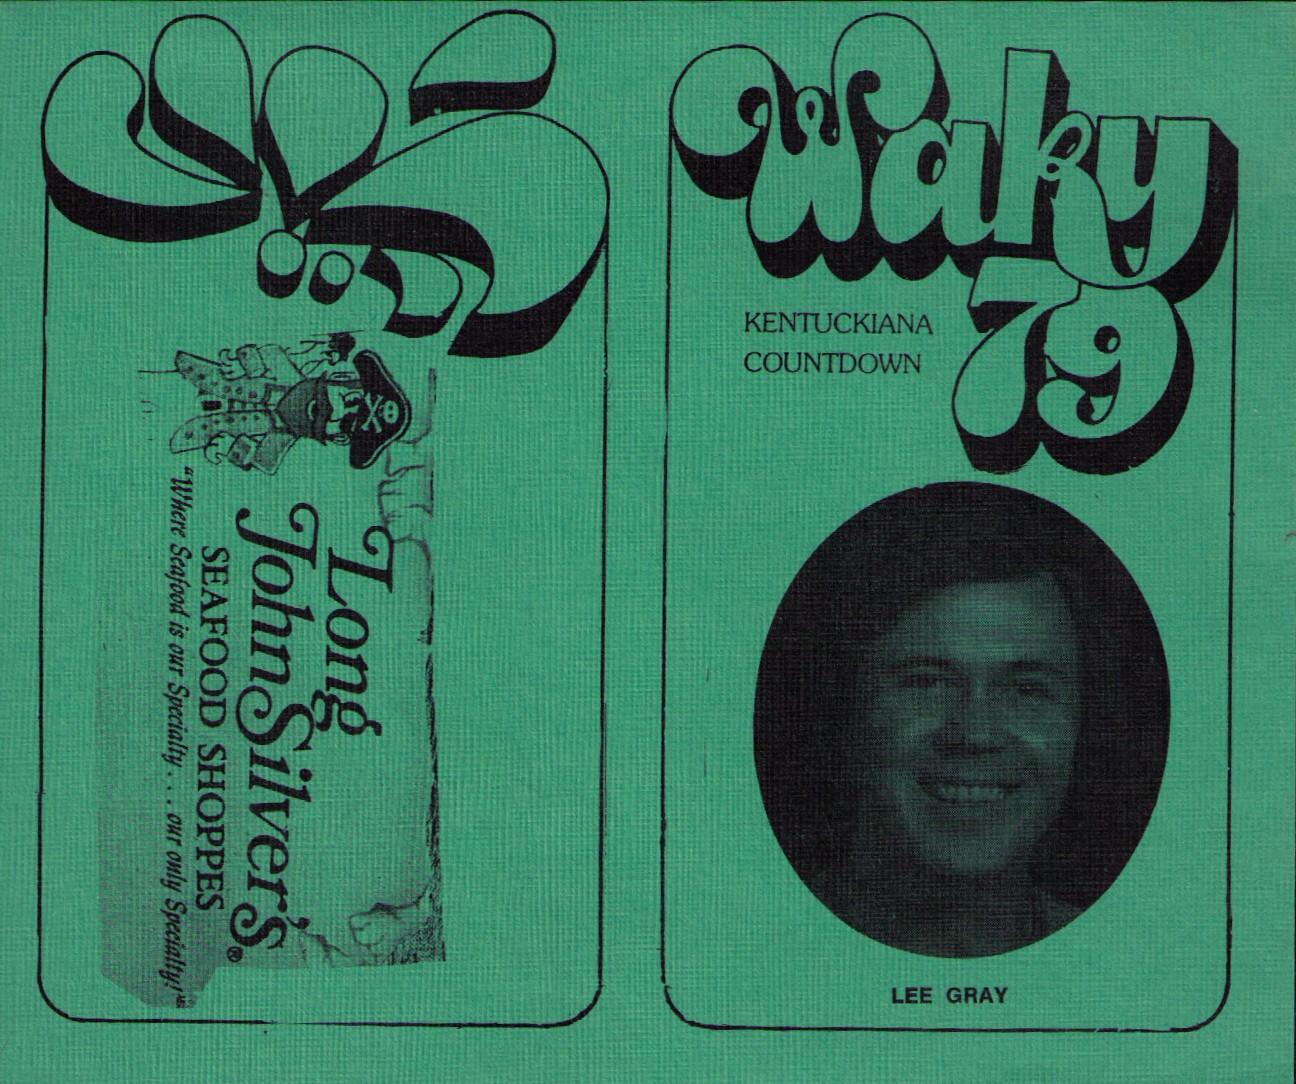 Long
John Silver's®
SEAFOOD SHOPPES
"Where Seafood is our Specialty . . . our only Specialty!"
Waky
79
KENTUCKIANA
COUNTDOWN
LEE GRAY